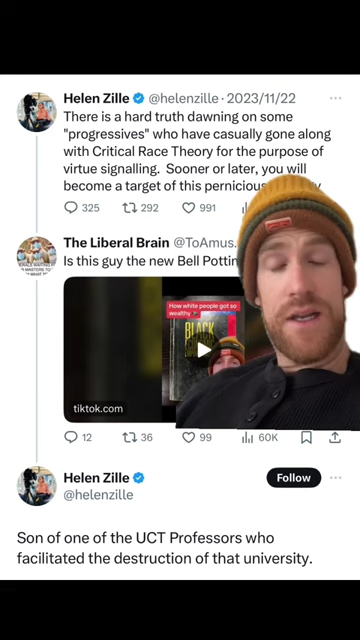 Helen Zille @helenzille · 2023/11/22
There is a hard truth dawning on some
"progressives" who have casually gone along
with Critical Race Theory for the purpose of
virtue signalling. Sooner or later, you will
become a target of this pernicious
325 292 991
The Liberal Brain @ToAmus.
Is this guy the new Bell Pottin
How white people got so
wealthy
BLACK
tiktok.com
12 36 99 60K
Helen Zille
@helenzille
Follow
Son of one of the UCT Professors who
facilitated the destruction of that university.